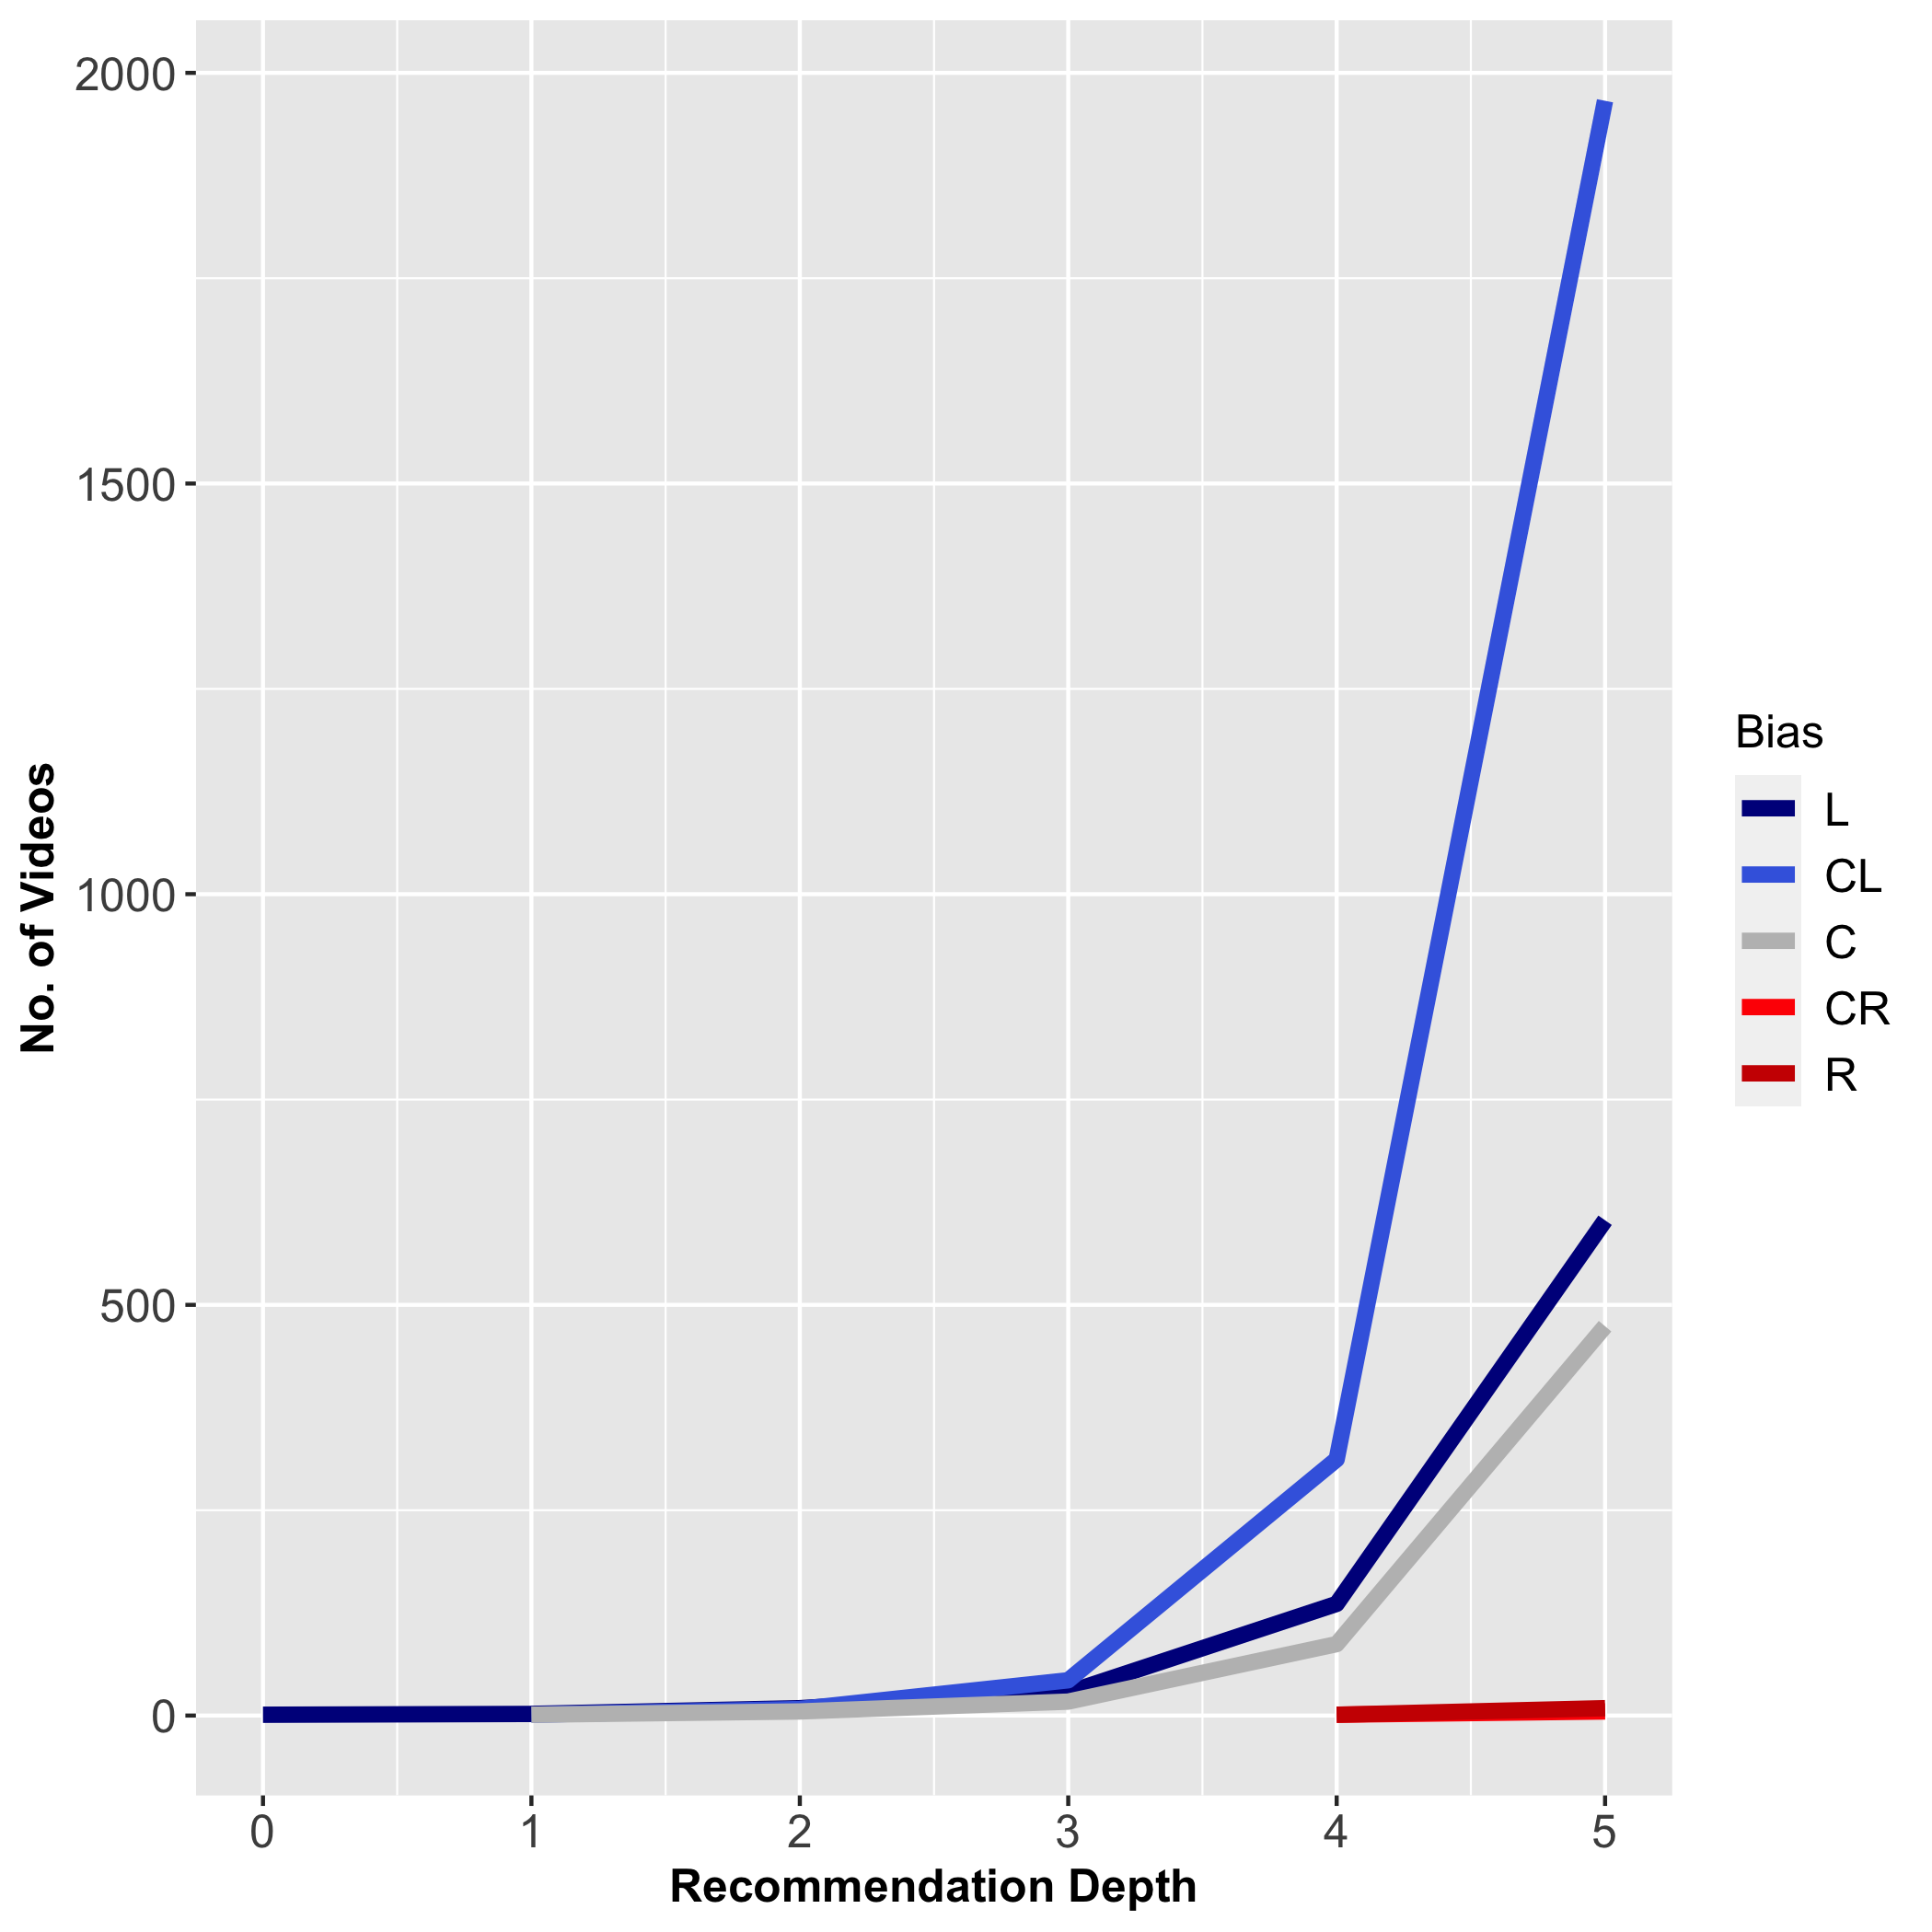 2000
1500
1000
500
0
No. of Videos
0 1 2 3 4 5
Recommendation Depth
Bias
L
CL
C
CR
R